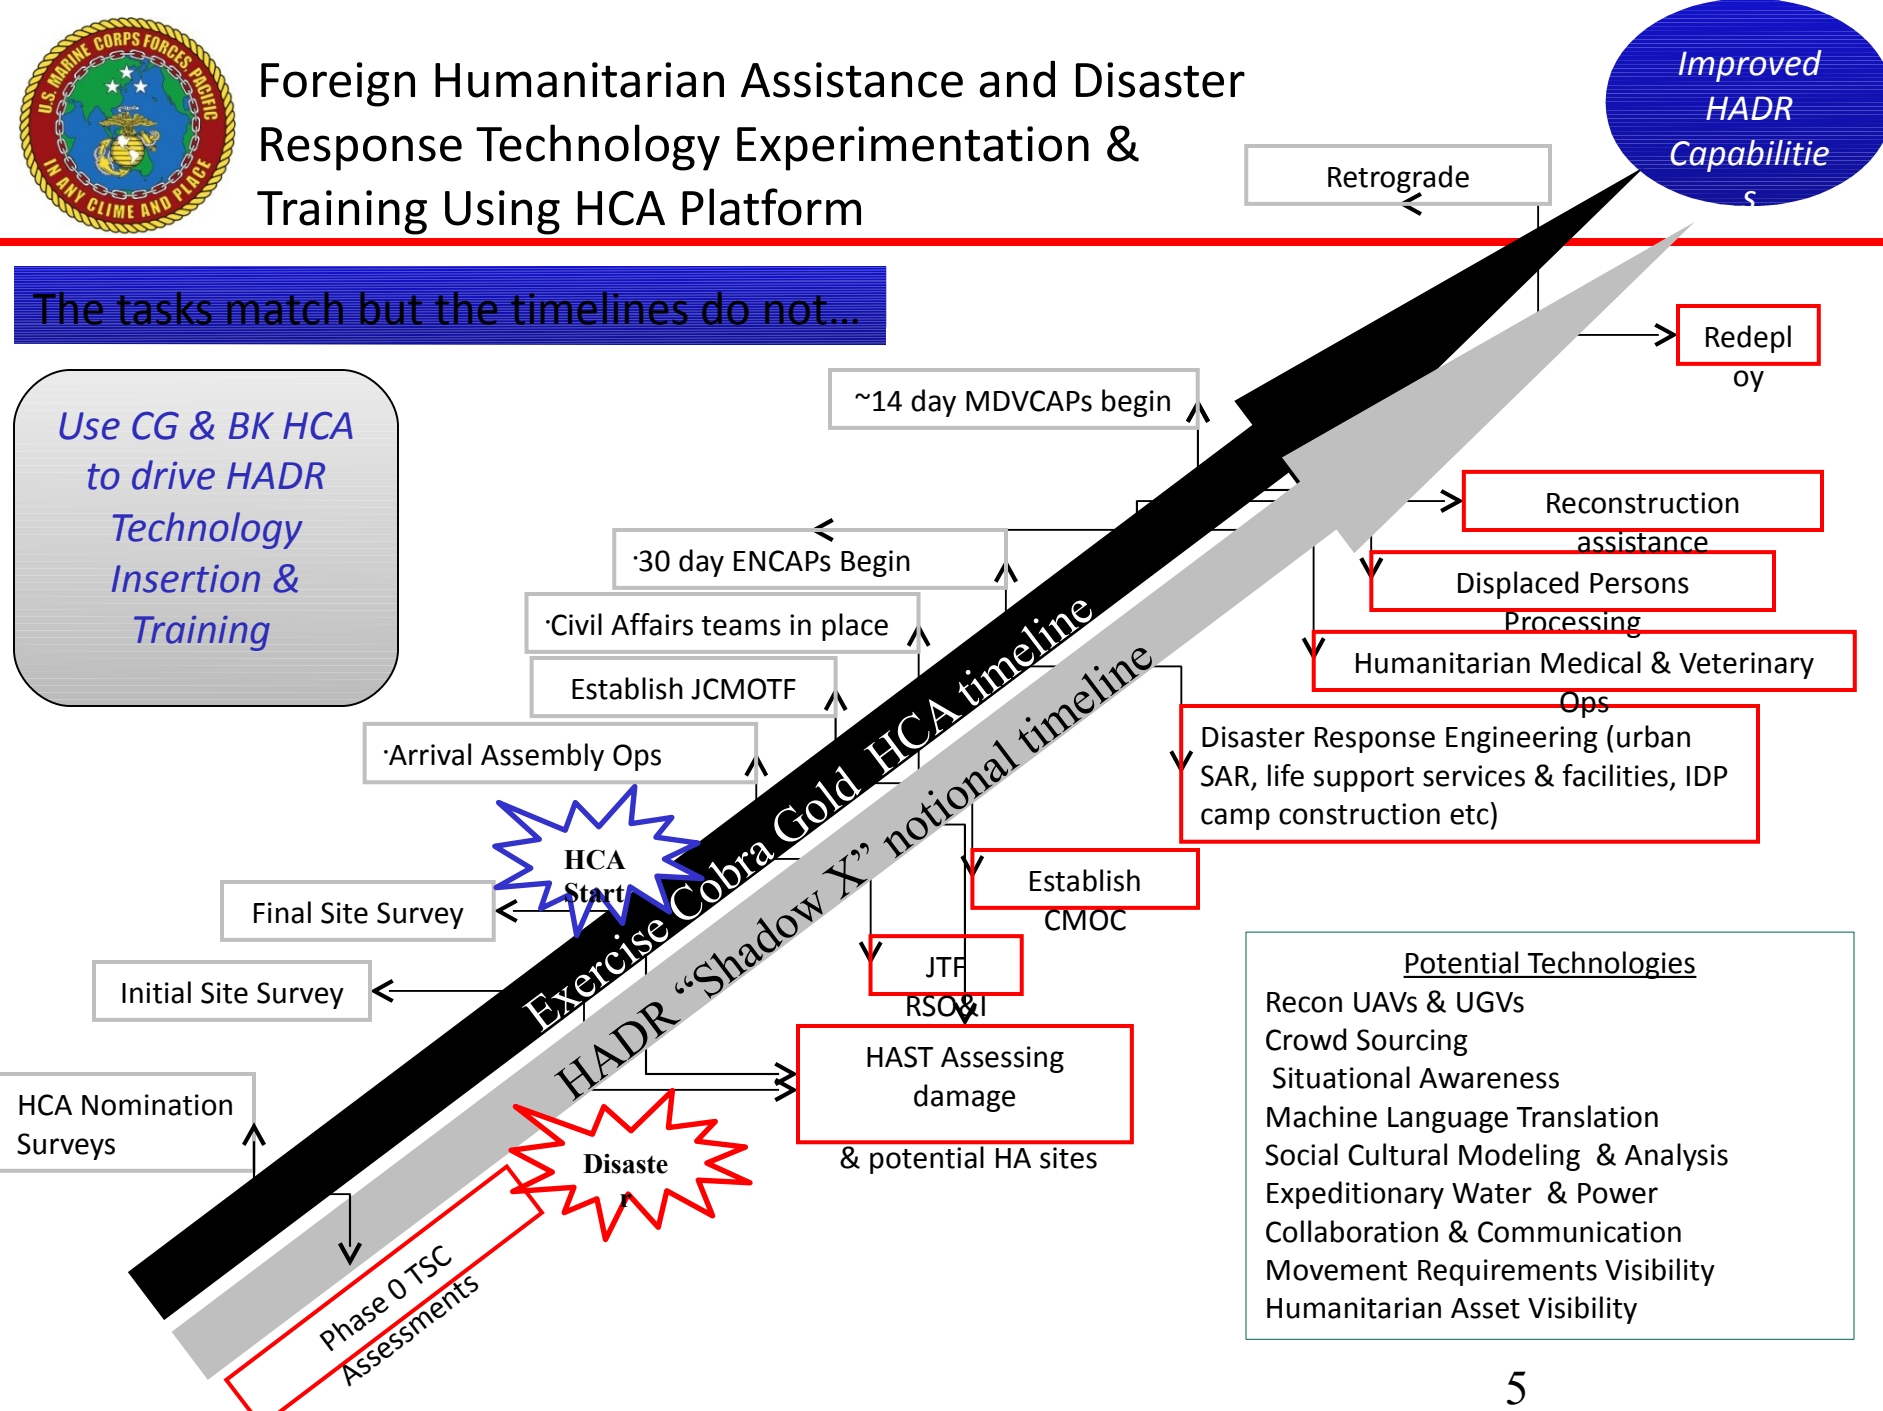 U.S. MARINE CORPS FORCES, PACIFIC
IN ANY CLIME AND PLACE
Foreign Humanitarian Assistance and Disaster
Response Technology Experimentation &
Training Using HCA Platform
Improved
HADR
Capabilitie
s
Retrograde
The tasks match but the timelines do not…
Redepl
oy
Use CG & BK HCA
to drive HADR
Technology
Insertion &
Training
~14 day MDVCAPs begin
Reconstruction
assistance
·30 day ENCAPs Begin
Displaced Persons
Processing
·Civil Affairs teams in place
Humanitarian Medical & Veterinary
Ops
Establish JCMOTF
Disaster Response Engineering (urban
SAR, life support services & facilities, IDP
camp construction etc)
·Arrival Assembly Ops
Exercise Cobra Gold HCA timeline
HADR “Shadow X” notional timeline
HCA
Start
Establish
CMOC
Final Site Survey
JTF
RSO&I
Initial Site Survey
HAST Assessing
damage
& potential HA sites
HCA Nomination
Surveys
Disaste
r
Phase 0 TSC
Assessments
Potential Technologies
Recon UAVs & UGVs
Crowd Sourcing
Situational Awareness
Machine Language Translation
Social Cultural Modeling & Analysis
Expeditionary Water & Power
Collaboration & Communication
Movement Requirements Visibility
Humanitarian Asset Visibility
5